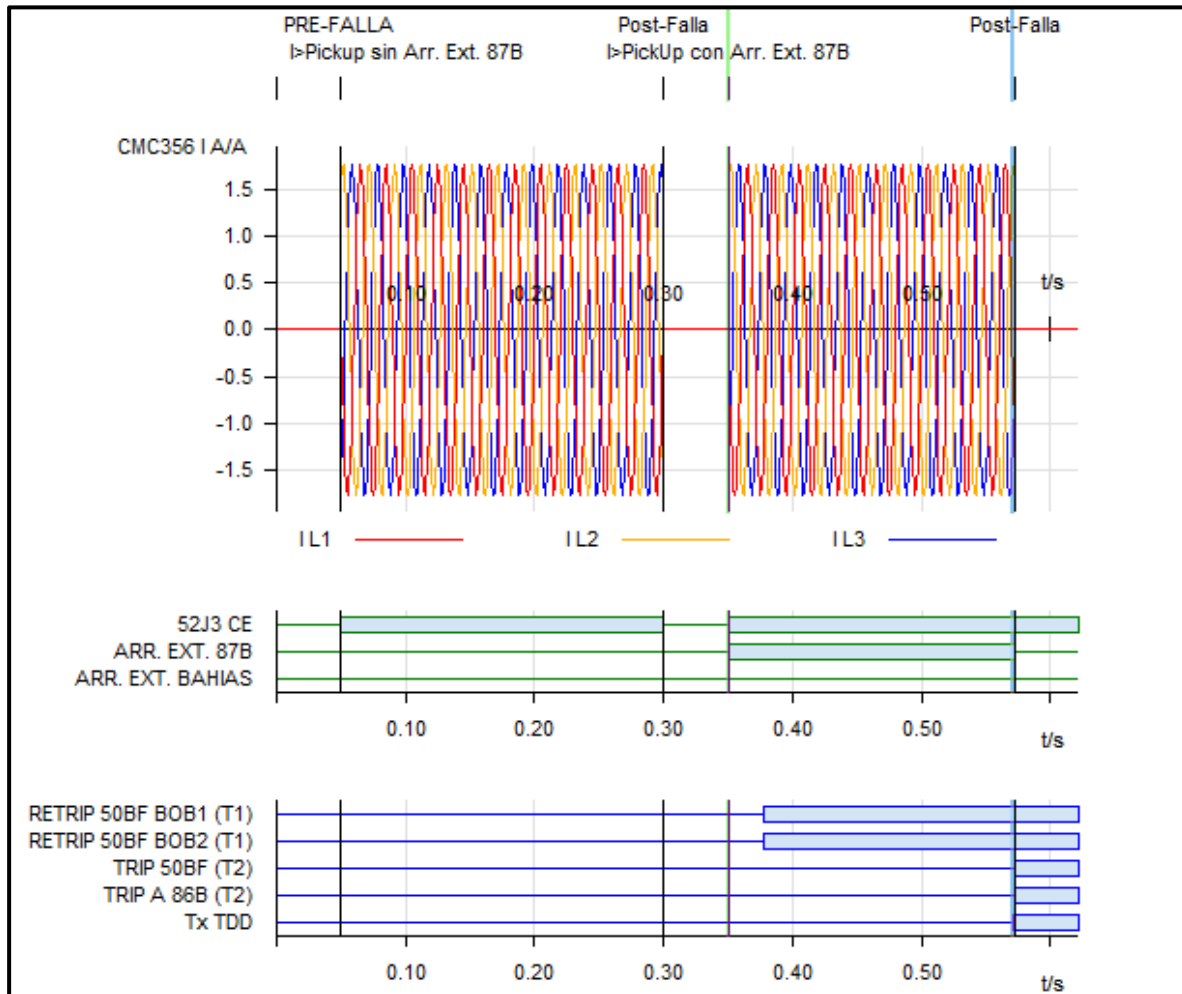 PRE-FALLA Post-Falla Post-Falla
I>Pickup sin Arr. Ext. 87B I>PickUp con Arr. Ext. 87B
CMC356 I A/A
1.5
1.0
0.5 t/s
0.10 0.20 0.30 0.40 0.50
0.0
-0.5
-1.0
-1.5
I L1 I L2 I L3
52J3 CE
ARR. EXT. 87B
ARR. EXT. BAHIAS
0.10 0.20 0.30 0.40 0.50 t/s
RETRIP 50BF BOB1 (T1)
RETRIP 50BF BOB2 (T1)
TRIP 50BF (T2)
TRIP A 86B (T2)
Tx TDD
0.10 0.20 0.30 0.40 0.50 t/s